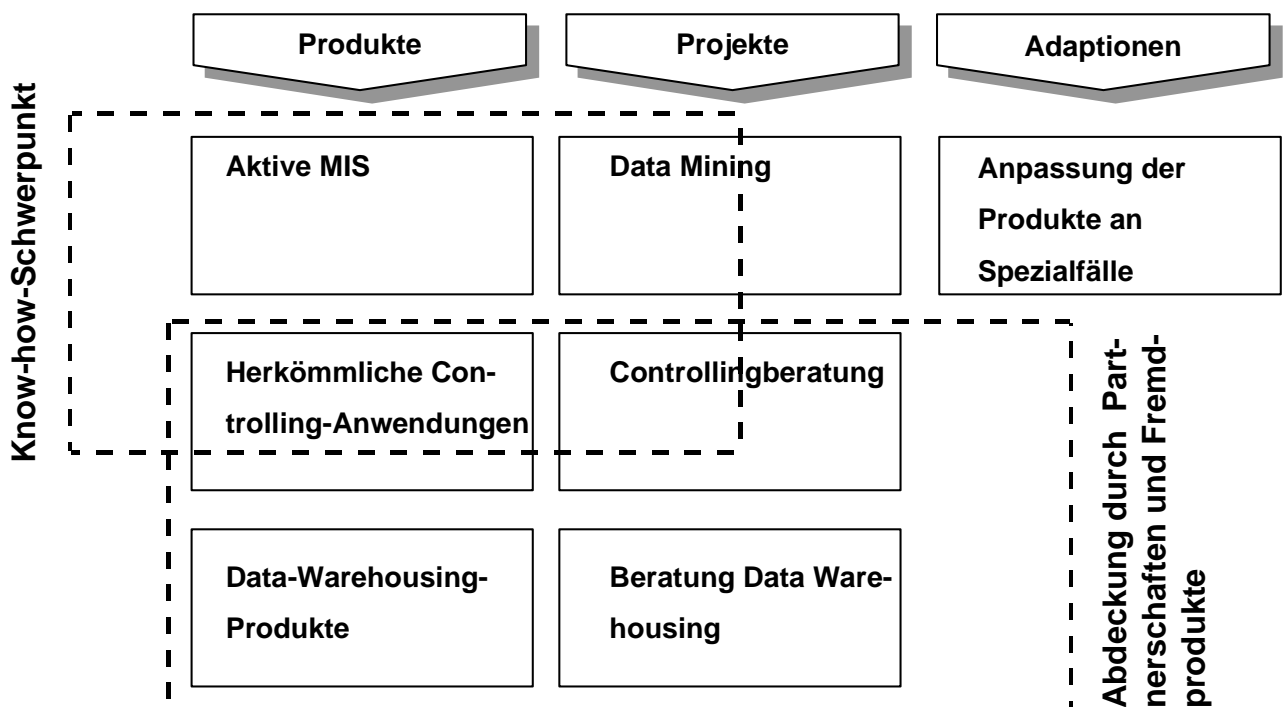 Produkte
Projekte
Adaptionen
Know-how-Schwerpunkt
Aktive MIS
Data Mining
Anpassung der
Produkte an
Spezialfälle
Herkömmliche Con-
trolling-Anwendungen
Controllingberatung
Data-Warehousing-
Produkte
Beratung Data Ware-
housing
Abdeckung durch Part-
nerschaften und Fremd-
produkte